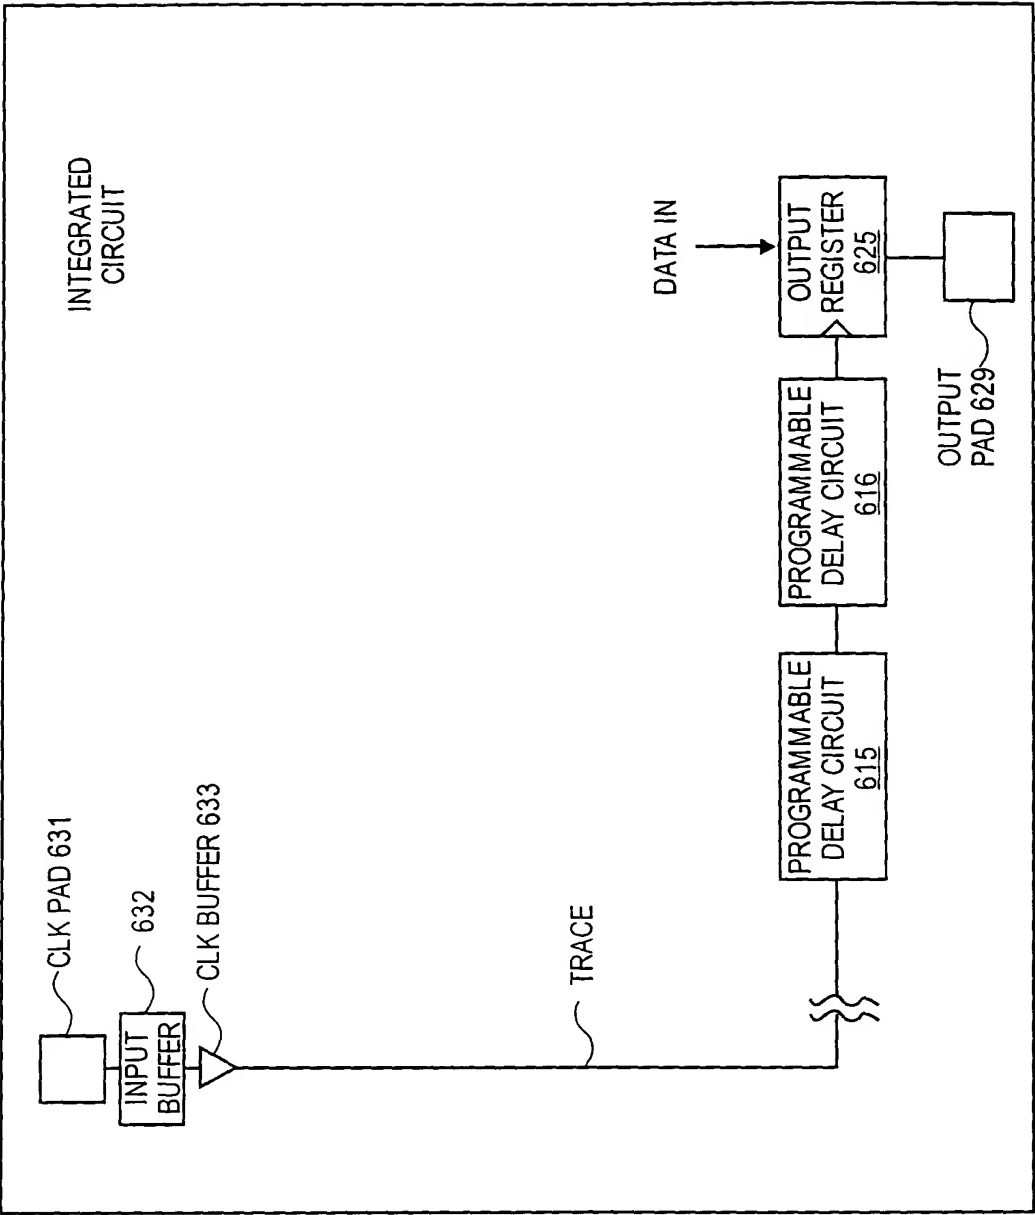 INTEGRATED
CIRCUIT
CLK PAD 631
INPUT
BUFFER
632
CLK BUFFER 633
TRACE
PROGRAMMABLE
DELAY CIRCUIT
615
PROGRAMMABLE
DELAY CIRCUIT
616
DATA IN
OUTPUT
REGISTER
625
OUTPUT
PAD 629